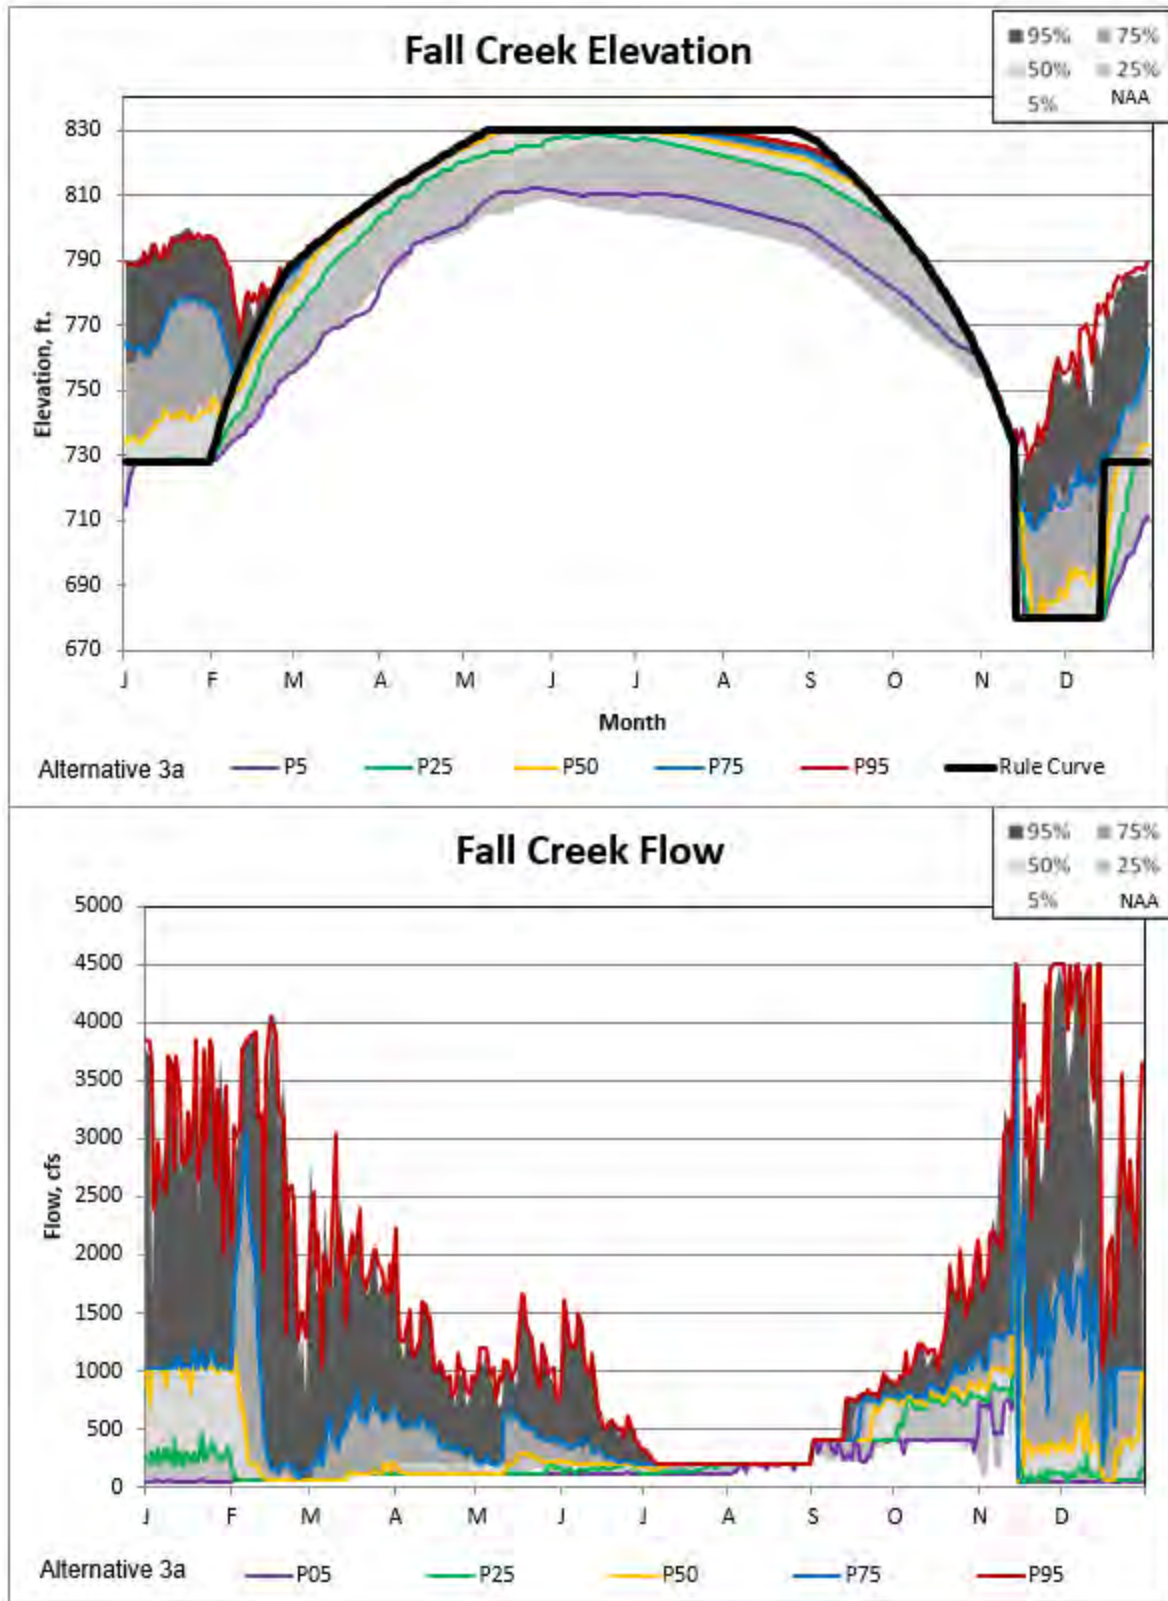 Fall Creek Elevation
95% 75%
50% 25%
5% NAA
830
810
790
770
750
730
710
690
670
Elevation, ft.
J F M A M J J A S O N D
Month
Alternative 3a P5 P25 P50 P75 P95 Rule Curve
Fall Creek Flow
95% 75%
50% 25%
5% NAA
5000
4500
4000
3500
3000
2500
2000
1500
1000
500
0
Flow, cfs
J F M A M J J A S O N D
Alternative 3a P05 P25 P50 P75 P95